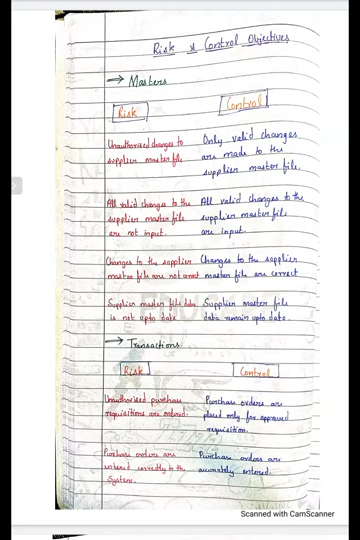 Risk & Control Objectives
→ Masters
Risk
Control
Unauthorised changes to
supplier master file
Only valid changes
are made to the
supplier master file.
All valid changes to the
supplier master file
are not input.
All valid changes to the
supplier master file
are input.
Changes to the supplier
master file are not correct
Changes to the supplier
master file are correct
Supplier master file data
is not upto date
Supplier master file
data remain upto date.
→ Transactions
Risk
Control
Unauthorised purchase
requisitions are ordered.
Purchase orders are
placed only for approved
requisition.
Purchase orders are
entered incorrectly to the
System.
Purchase orders are
accurately entered.
Scanned with CamScanner